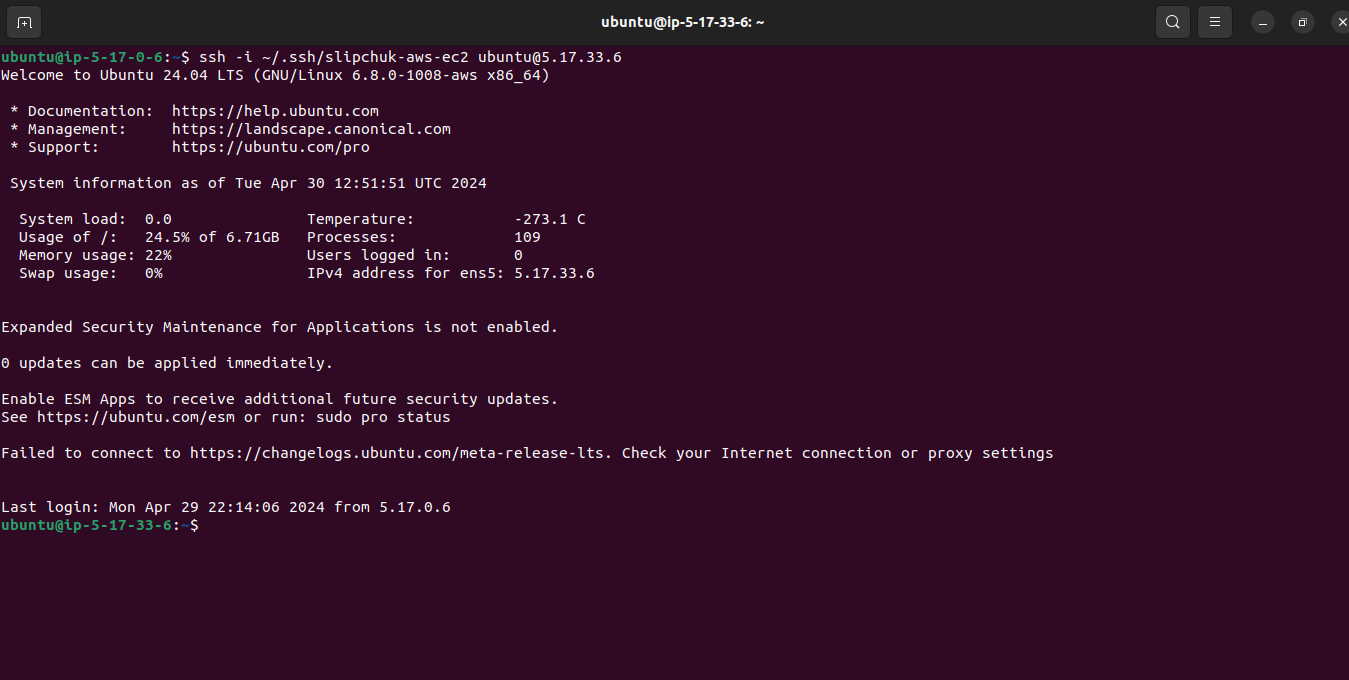 ubuntu@ip-5-17-33-6: ~
ubuntu@ip-5-17-0-6:~$ ssh -i ~/.ssh/slipchuk-aws-ec2 ubuntu@5.17.33.6
Welcome to Ubuntu 24.04 LTS (GNU/Linux 6.8.0-1008-aws x86_64)
* Documentation:  https://help.ubuntu.com
* Management:     https://landscape.canonical.com
* Support:        https://ubuntu.com/pro
System information as of Tue Apr 30 12:51:51 UTC 2024
System load:  0.0               Temperature:           -273.1 C
Usage of /:   24.5% of 6.71GB   Processes:             109
Memory usage: 22%               Users logged in:       0
Swap usage:   0%                IPv4 address for ens5: 5.17.33.6
Expanded Security Maintenance for Applications is not enabled.
0 updates can be applied immediately.
Enable ESM Apps to receive additional future security updates.
See https://ubuntu.com/esm or run: sudo pro status
Failed to connect to https://changelogs.ubuntu.com/meta-release-lts. Check your Internet connection or proxy settings
Last login: Mon Apr 29 22:14:06 2024 from 5.17.0.6
ubuntu@ip-5-17-33-6:~$